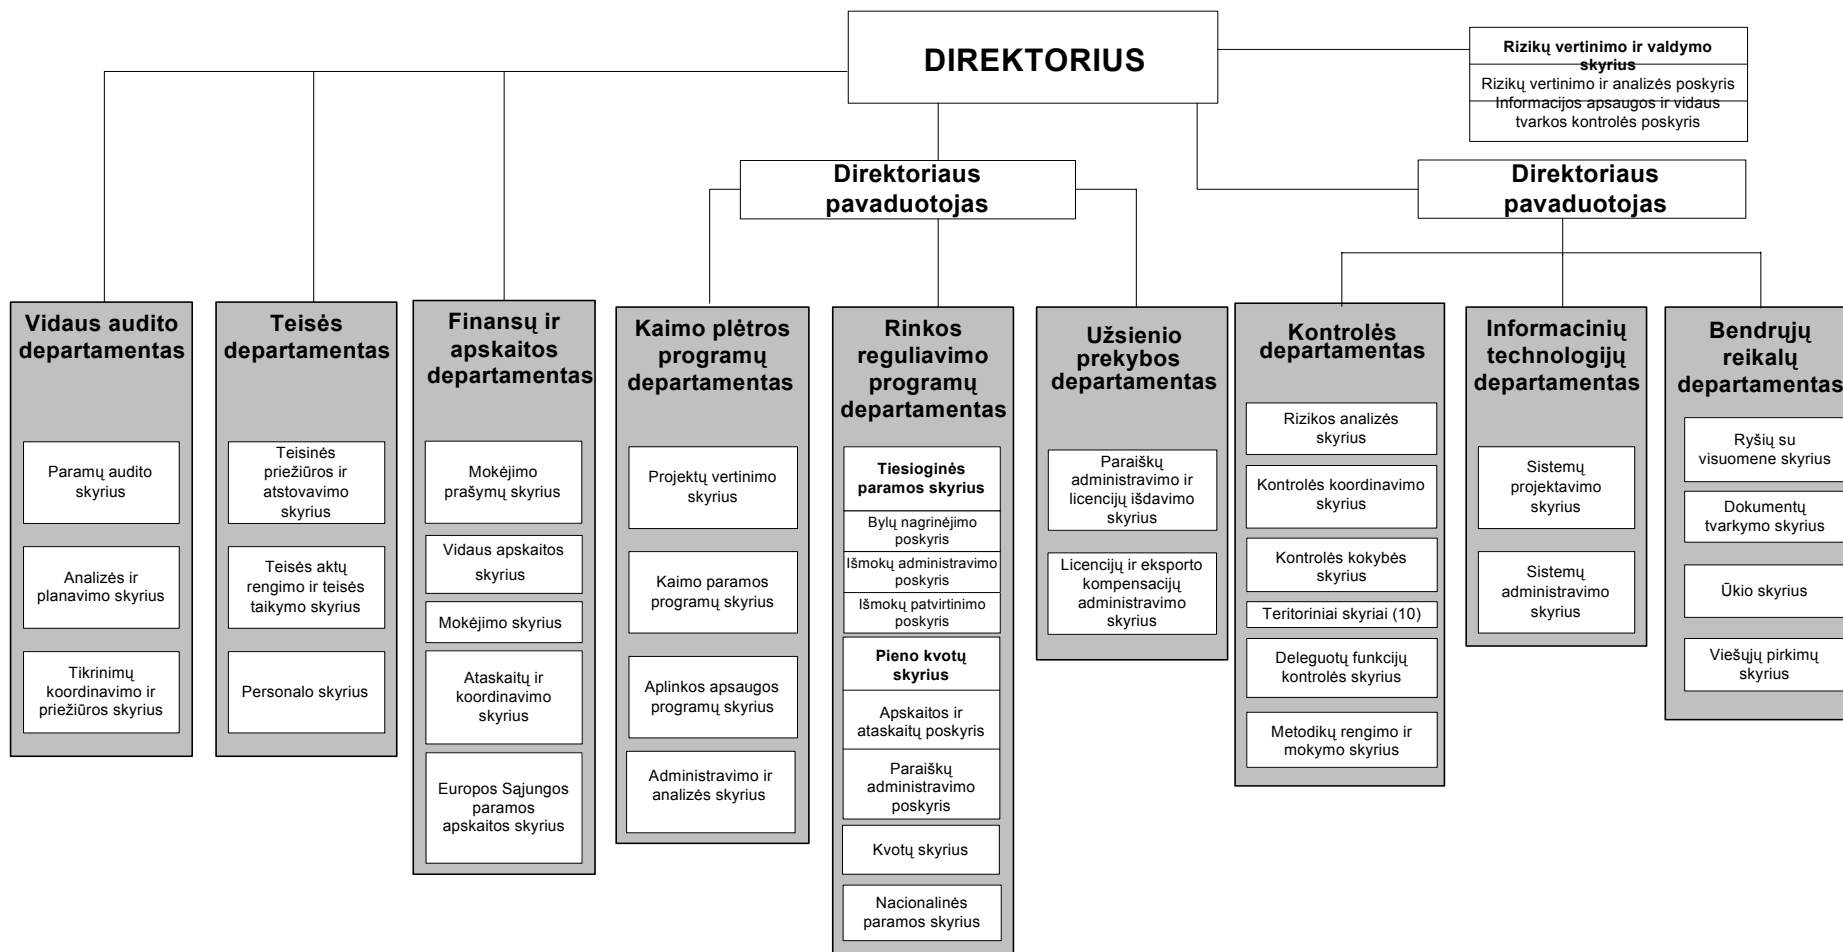 DIREKTORIUS
Rizikų vertinimo ir valdymo
skyrius
Rizikų vertinimo ir analizės poskyris
Informacijos apsaugos ir vidaus
tvarkos kontrolės poskyris
Direktoriaus
pavaduotojas
Direktoriaus
pavaduotojas
Vidaus audito
departamentas
Paramų audito
skyrius
Analizės ir
planavimo skyrius
Tikrinimų
koordinavimo ir
priežiūros skyrius
Teisės
departamentas
Teisinės
priežiūros ir
atstovavimo
skyrius
Teisės aktų
rengimo ir teisės
taikymo skyrius
Personalo skyrius
Finansų ir
apskaitos
departamentas
Mokėjimo
prašymų skyrius
Vidaus apskaitos
skyrius
Mokėjimo skyrius
Ataskaitų ir
koordinavimo
skyrius
Europos Sąjungos
paramos
apskaitos skyrius
Kaimo plėtros
programų
departamentas
Projektų vertinimo
skyrius
Kaimo paramos
programų skyrius
Aplinkos apsaugos
programų skyrius
Administravimo ir
analizės skyrius
Rinkos
reguliavimo
programų
departamentas
Tiesioginės
paramos skyrius
Bylų nagrinėjimo
poskyris
Išmokų administravimo
poskyris
Išmokų patvirtinimo
poskyris
Pieno kvotų
skyrius
Apskaitos ir
ataskaitų poskyris
Paraiškų
administravimo
poskyris
Kvotų skyrius
Nacionalinės
paramos skyrius
Užsienio
prekybos
departamentas
Paraiškų
administravimo ir
licencijų išdavimo
skyrius
Licencijų ir eksporto
kompensacijų
administravimo
skyrius
Kontrolės
departamentas
Rizikos analizės
skyrius
Kontrolės koordinavimo
skyrius
Kontrolės kokybės
skyrius
Teritoriniai skyriai (10)
Deleguotų funkcijų
kontrolės skyrius
Metodikų rengimo ir
mokymo skyrius
Informacinių
technologijų
departamentas
Sistemų
projektavimo
skyrius
Sistemų
administravimo
skyrius
Bendrųjų
reikalų
departamentas
Ryšių su
visuomene skyrius
Dokumentų
tvarkymo skyrius
Ūkio skyrius
Viešųjų pirkimų
skyrius